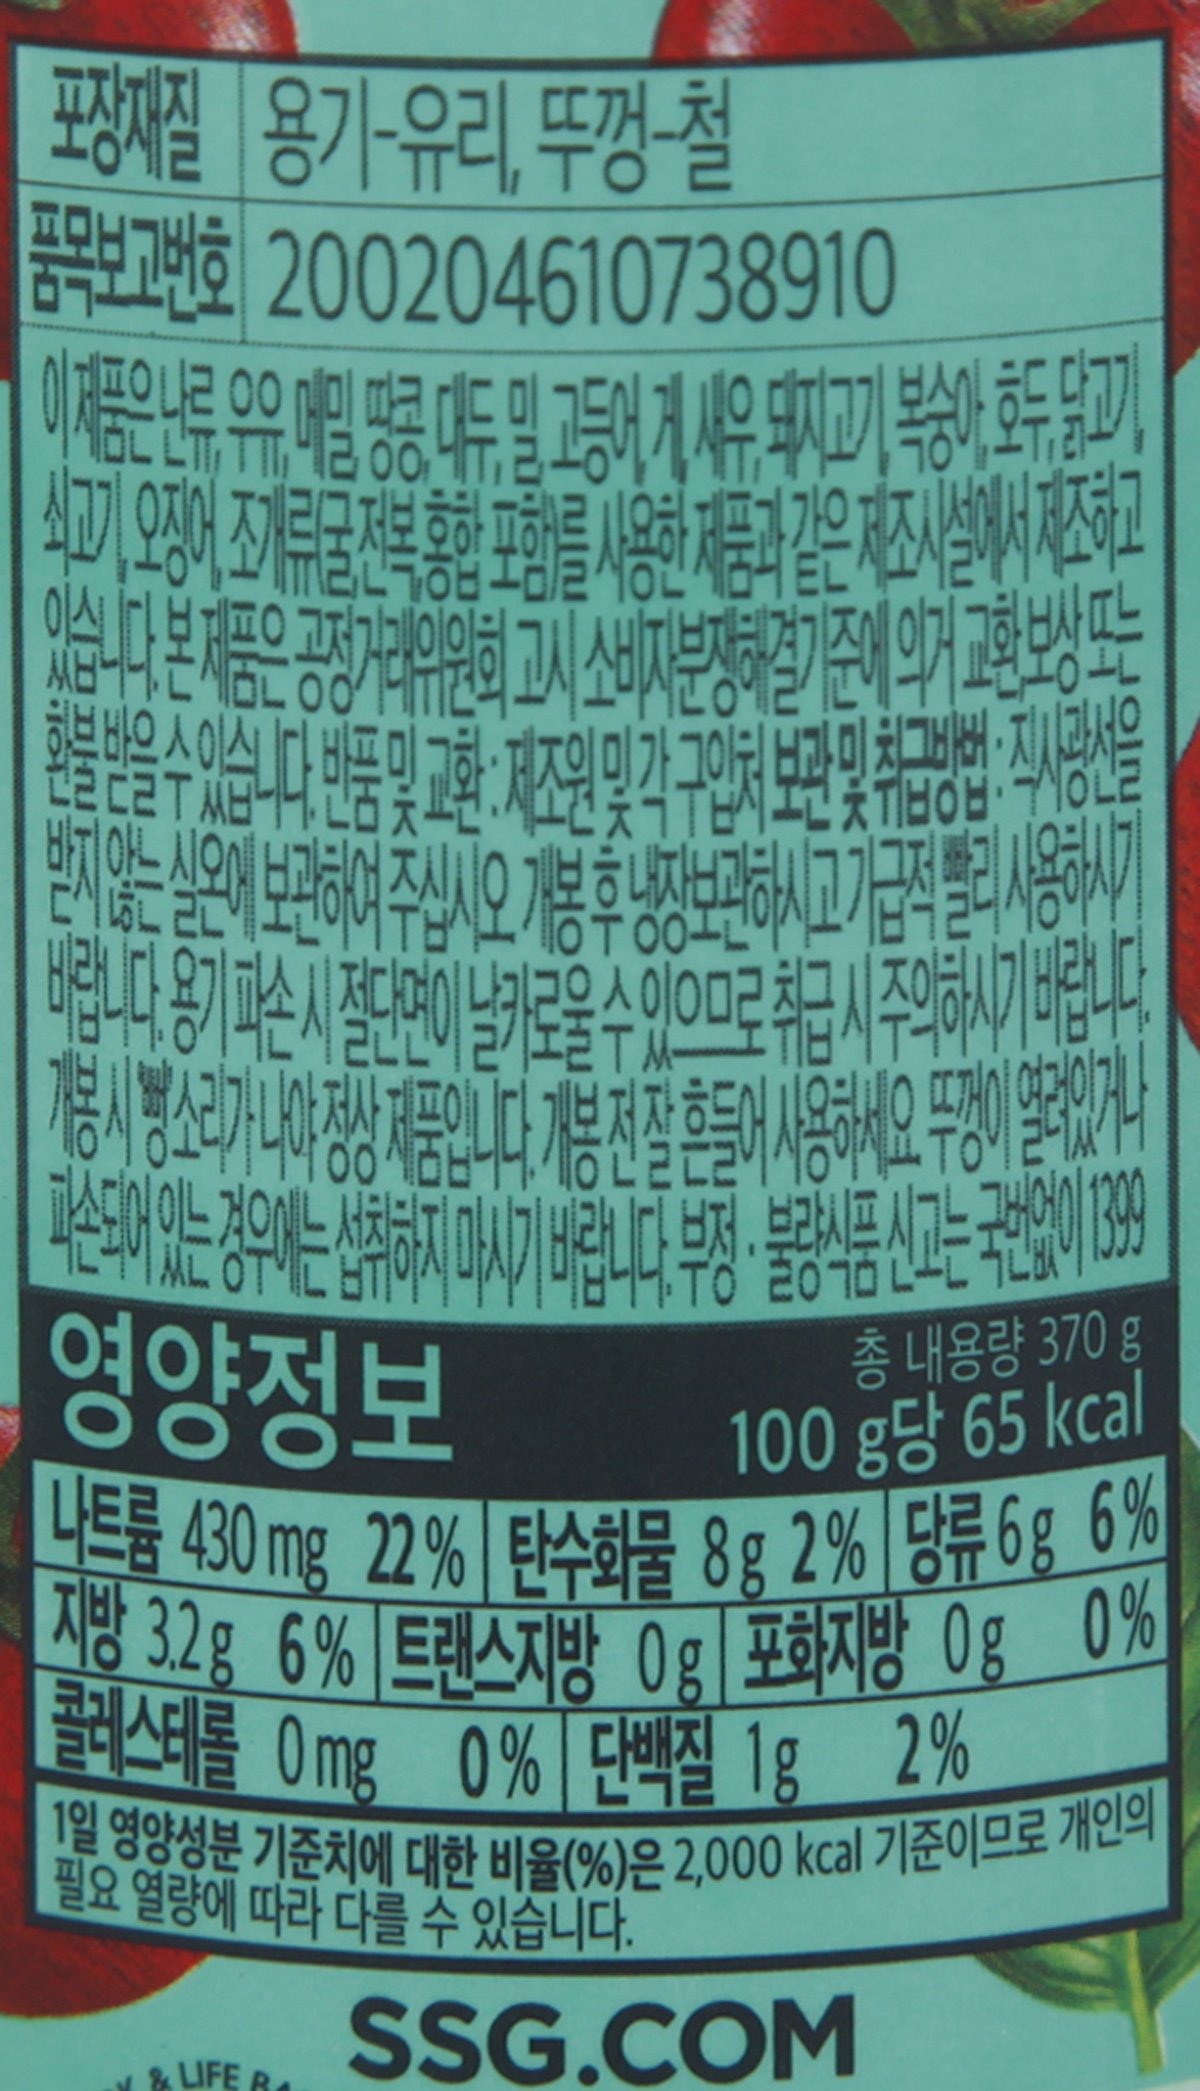 포장재질 용기-유리, 뚜껑-철
품목보고번호 200204610738910
이 제품은 난류, 우유, 메밀, 땅콩, 대두, 밀, 고등어, 게, 새우, 돼지고기, 복숭아, 호두, 닭고기,
쇠고기, 오징어, 조개류(굴,전복,홍합 포함)를 사용한 제품과 같은 제조시설에서 제조하고
있습니다. 본 제품은 공정거래위원회 고시 소비자분쟁해결기준에 의거 교환,보상 또는
환불 받을 수 있습니다. 반품 및 교환 : 제조원 및 각 구입처 보관 및 취급방법 : 직사광선을
받지 않는 실온에 보관하여 주십시오 개봉 후 냉장보관하시고 가급적 빨리 사용하시기
바랍니다. 용기 파손 시 절단면이 날카로울 수 있으므로 취급 시 주의하시기 바랍니다.
개봉 시 "뻥"소리가 나야 정상 제품입니다. 개봉 전 잘 흔들어 사용하세요 뚜껑이 열려있거나
파손되어 있는 경우에는 섭취하지 마시기 바랍니다. 부정 · 불량식품 신고는 국번없이 1399
영양정보 총 내용량 370 g
100 g당 65 kcal
나트륨 430 mg 22% 탄수화물 8 g 2% 당류 6 g 6%
지방 3.2 g 6% 트랜스지방 0 g 포화지방 0 g 0%
콜레스테롤 0 mg 0% 단백질 1 g 2%
1일 영양성분 기준치에 대한 비율(%)은 2,000 kcal 기준이므로 개인의
필요 열량에 따라 다를 수 있습니다.
SSG.COM
& LIFE